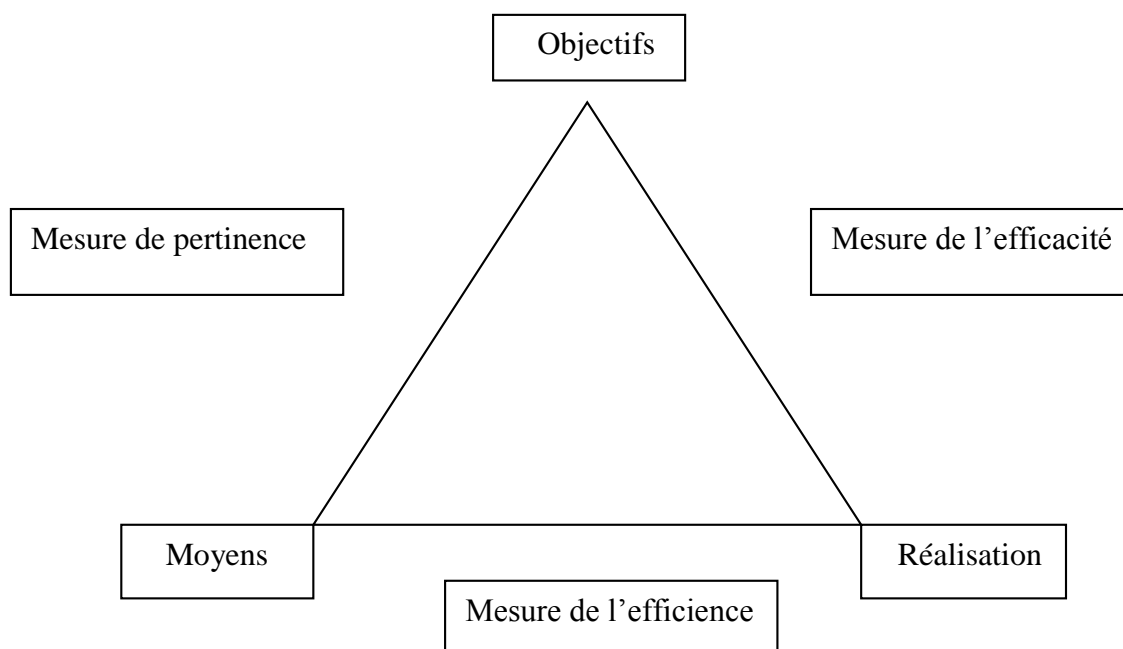 Objectifs
Mesure de pertinence
Mesure de l’efficacité
Moyens
Réalisation
Mesure de l’efficience